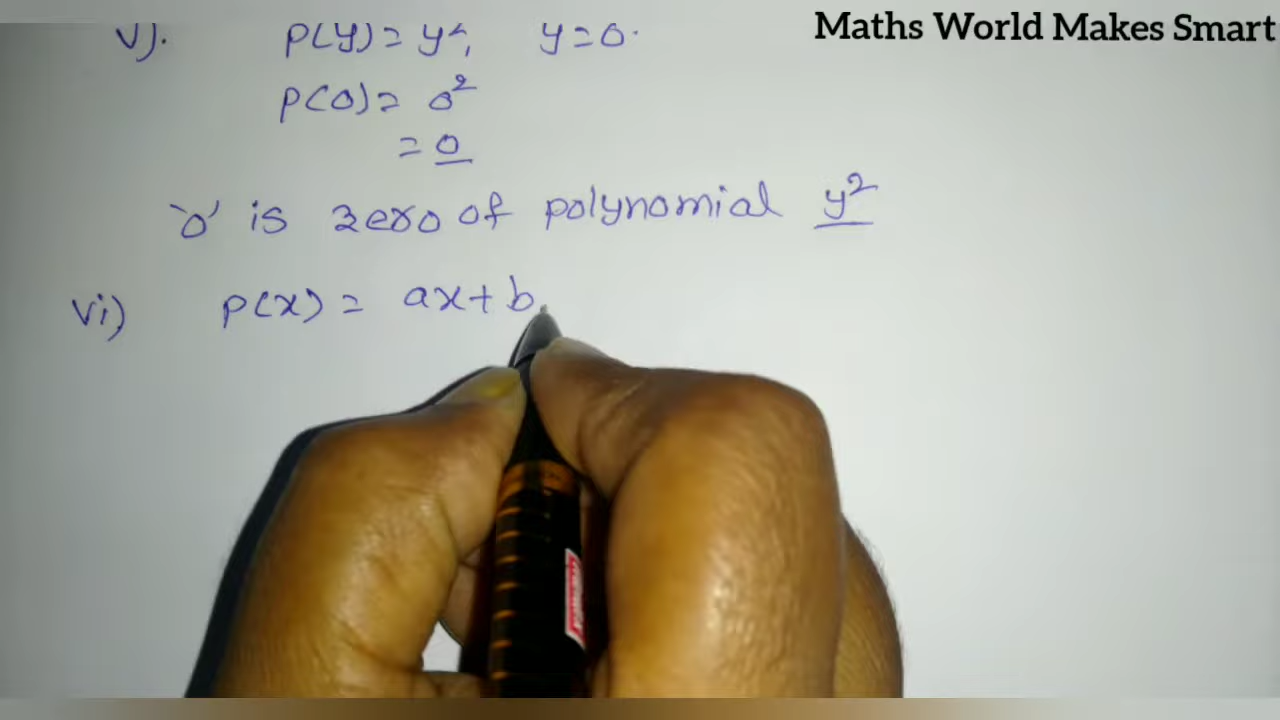 Maths World Makes Smart
v). P(y) = y², y=0.
P(0) = 0²
= 0
'0' is zero of polynomial y²
vi) P(x) = ax+b,